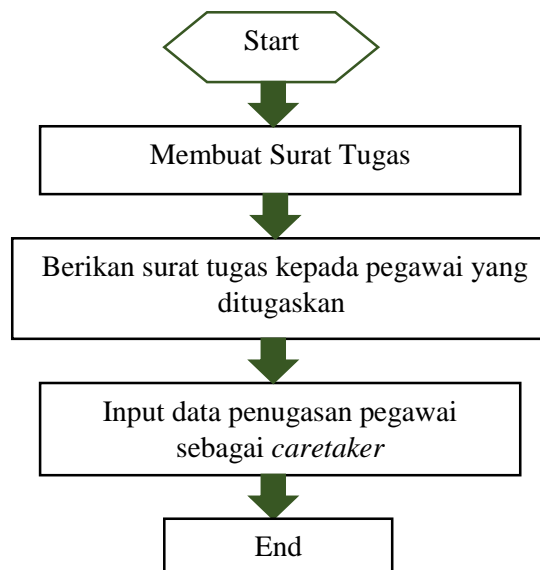 Start
Membuat Surat Tugas
Berikan surat tugas kepada pegawai yang
ditugaskan
Input data penugasan pegawai
sebagai caretaker
End